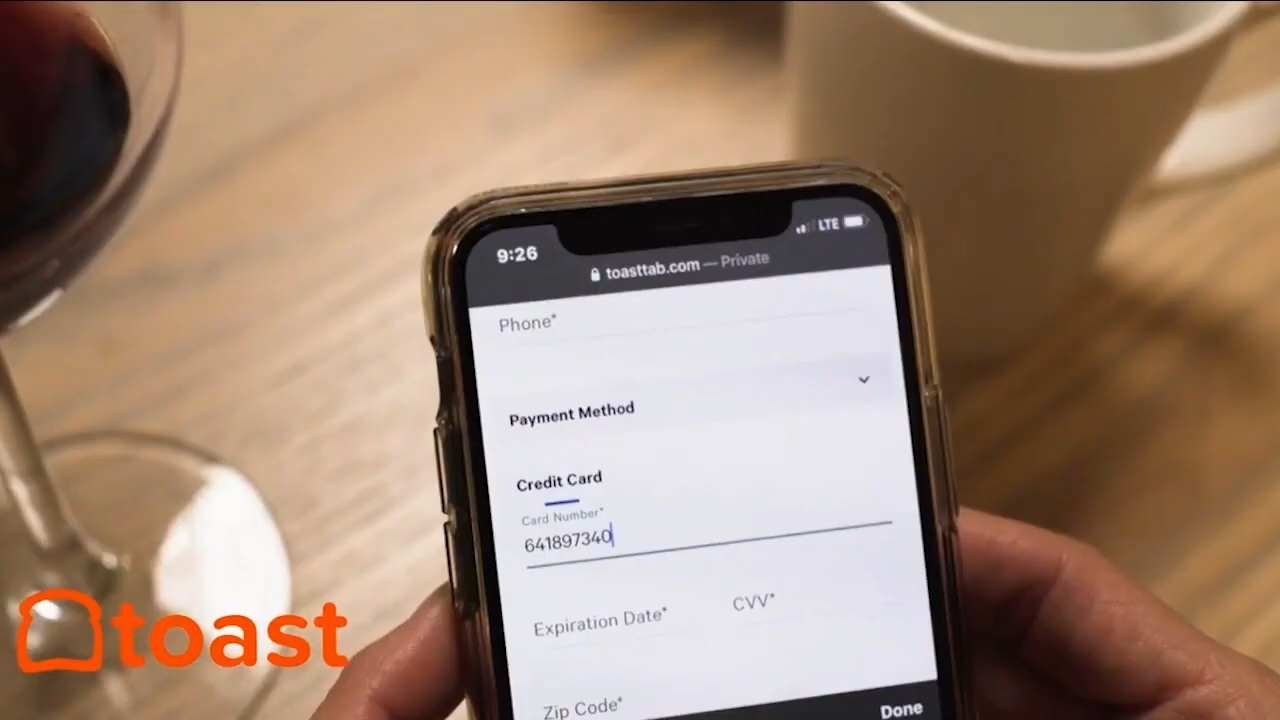 9:26 LTE
toasttab.com — Private
Phone*
Payment Method
Credit Card
Card Number*
641897340
Expiration Date* CVV*
Zip Code*
Done
toast